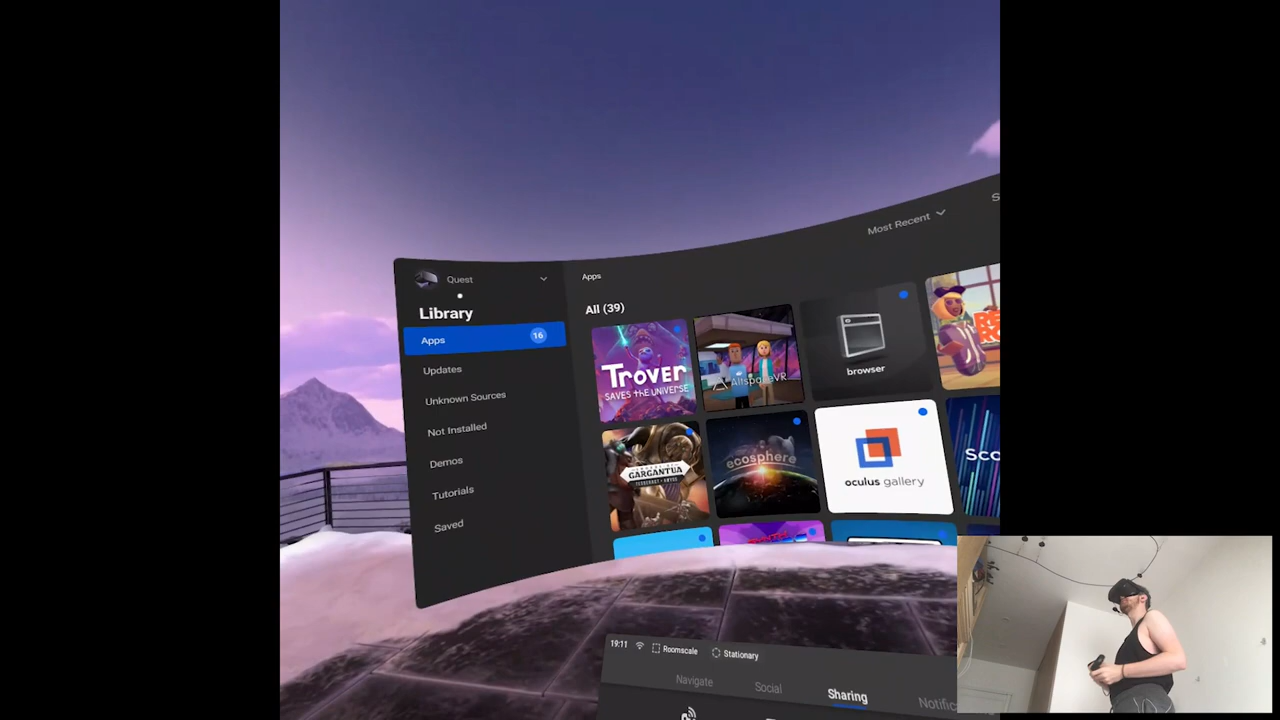 Most Recent
Quest
Apps
Library
All (39)
Apps
16
Updates
Unknown Sources
Not Installed
Demos
Tutorials
Saved
TROVER
SAVES THE UNIVERSE
AltspaceVR
browser
GARGANTUA
ecosphere
oculus gallery
19:11
Roomscale
Stationary
Navigate
Social
Sharing